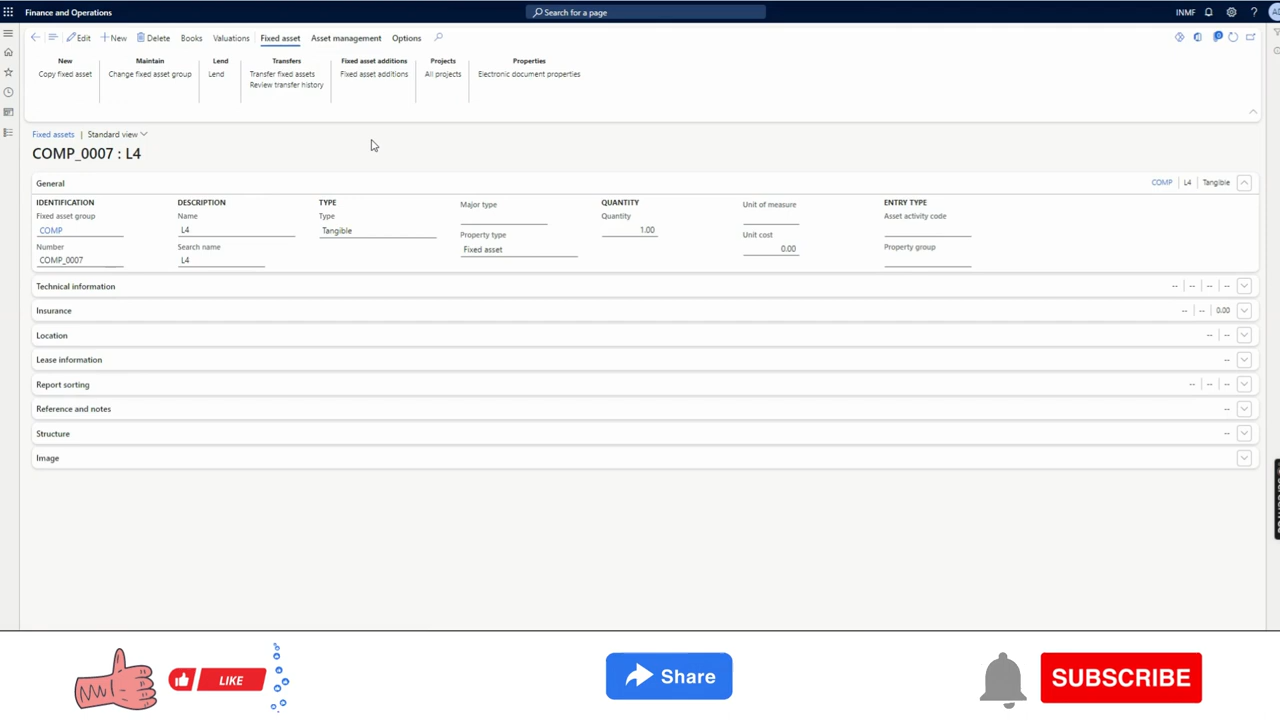 Finance and Operations
Search for a page
INMF
?
Edit
New
Delete
Books
Valuations
Fixed asset
Asset management
Options
New
Copy fixed asset
Maintain
Change fixed asset group
Lend
Lend
Transfers
Transfer fixed assets
Review transfer history
Fixed asset additions
Fixed asset additions
Projects
All projects
Properties
Electronic document properties
Fixed assets | Standard view
COMP_0007 : L4
General
COMP | L4 | Tangible
IDENTIFICATION
Fixed asset group
COMP
Number
COMP_0007
DESCRIPTION
Name
L4
Search name
L4
TYPE
Type
Tangible
Major type
Property type
Fixed asset
QUANTITY
Quantity
1.00
Unit of measure
Unit cost
0.00
ENTRY TYPE
Asset activity code
Property group
Technical information -- | -- | -- | --
Insurance -- | -- | 0.00
Location -- | --
Lease information --
Report sorting -- | -- | --
Reference and notes --
Structure --
Image
LIKE
Share
SUBSCRIBE